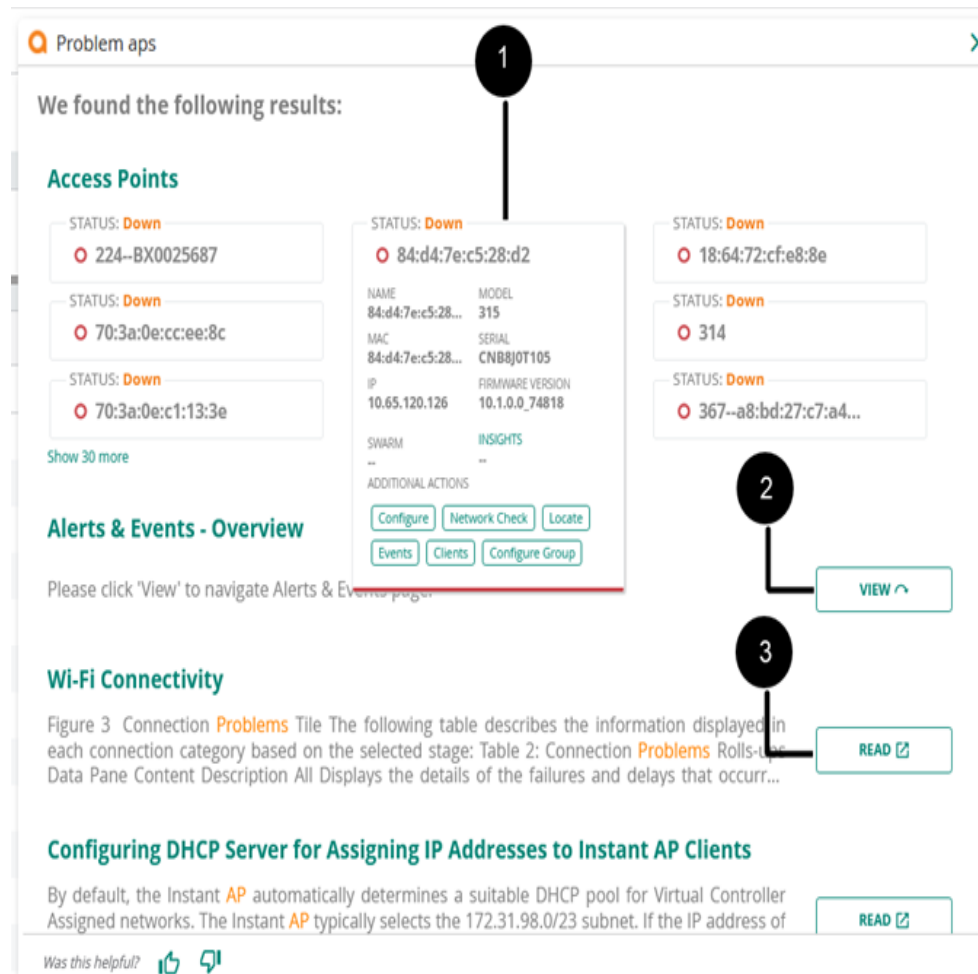 Problem aps
1
We found the following results:
Access Points
STATUS: Down
224--BX0025687
STATUS: Down
70:3a:0e:cc:ee:8c
STATUS: Down
70:3a:0e:c1:13:3e
Show 30 more
STATUS: Down
84:d4:7e:c5:28:d2
NAME MODEL
84:d4:7e:c5:28... 315
MAC SERIAL
84:d4:7e:c5:28... CNB8J0T105
IP FIRMWARE VERSION
10.65.120.126 10.1.0.0_74818
SWARM INSIGHTS
-- --
ADDITIONAL ACTIONS
Configure Network Check Locate
Events Clients Configure Group
STATUS: Down
18:64:72:cf:e8:8e
STATUS: Down
314
STATUS: Down
367--a8:bd:27:c7:a4...
2
Alerts & Events - Overview
Please click 'View' to navigate Alerts & Events page.
VIEW
3
Wi-Fi Connectivity
Figure 3 Connection Problems Tile The following table describes the information displayed in
each connection category based on the selected stage: Table 2: Connection Problems Rolls-ups
Data Pane Content Description All Displays the details of the failures and delays that occurr...
READ
Configuring DHCP Server for Assigning IP Addresses to Instant AP Clients
By default, the Instant AP automatically determines a suitable DHCP pool for Virtual Controller
Assigned networks. The Instant AP typically selects the 172.31.98.0/23 subnet. If the IP address of
READ
Was this helpful?